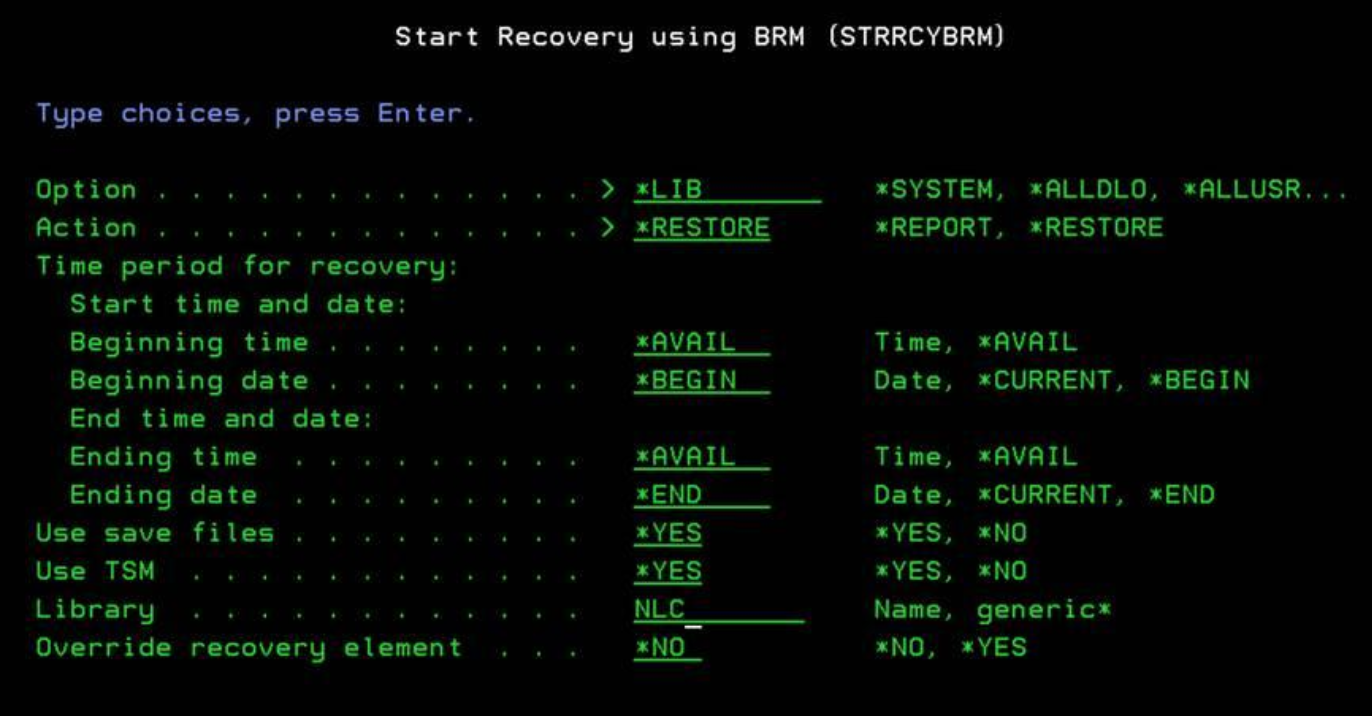 Start Recovery using BRM (STRRCYBRM)
Type choices, press Enter.
Option . . . . . . . . . . . . . > *LIB *SYSTEM, *ALLDLO, *ALLUSR...
Action . . . . . . . . . . . . . > *RESTORE *REPORT, *RESTORE
Time period for recovery:
Start time and date:
Beginning time . . . . . . . . *AVAIL Time, *AVAIL
Beginning date . . . . . . . . *BEGIN Date, *CURRENT, *BEGIN
End time and date:
Ending time . . . . . . . . . *AVAIL Time, *AVAIL
Ending date . . . . . . . . . *END Date, *CURRENT, *END
Use save files . . . . . . . . . *YES *YES, *NO
Use TSM . . . . . . . . . . . . *YES *YES, *NO
Library . . . . . . . . . . . . NLC Name, generic*
Override recovery element . . . *NO *NO, *YES